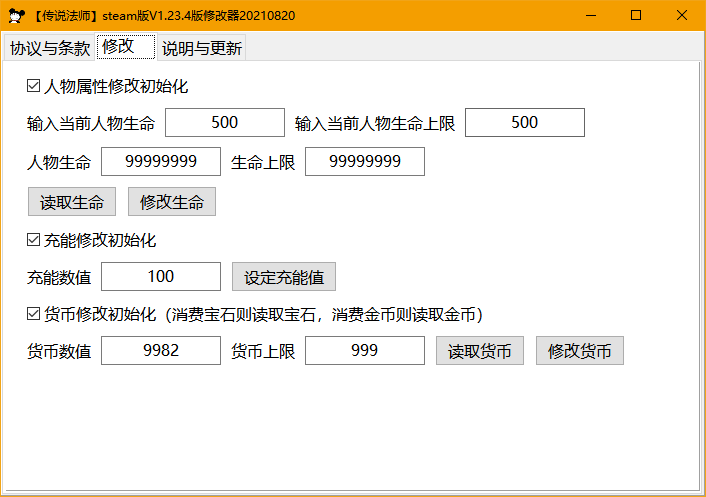 【传说法师】steam版V1.23.4版修改器20210820
协议与条款 修改 说明与更新
人物属性修改初始化
输入当前人物生命 500 输入当前人物生命上限 500
人物生命 99999999 生命上限 99999999
读取生命 修改生命
充能修改初始化
充能数值 100 设定充能值
货币修改初始化（消费宝石则读取宝石，消费金币则读取金币）
货币数值 9982 货币上限 999 读取货币 修改货币